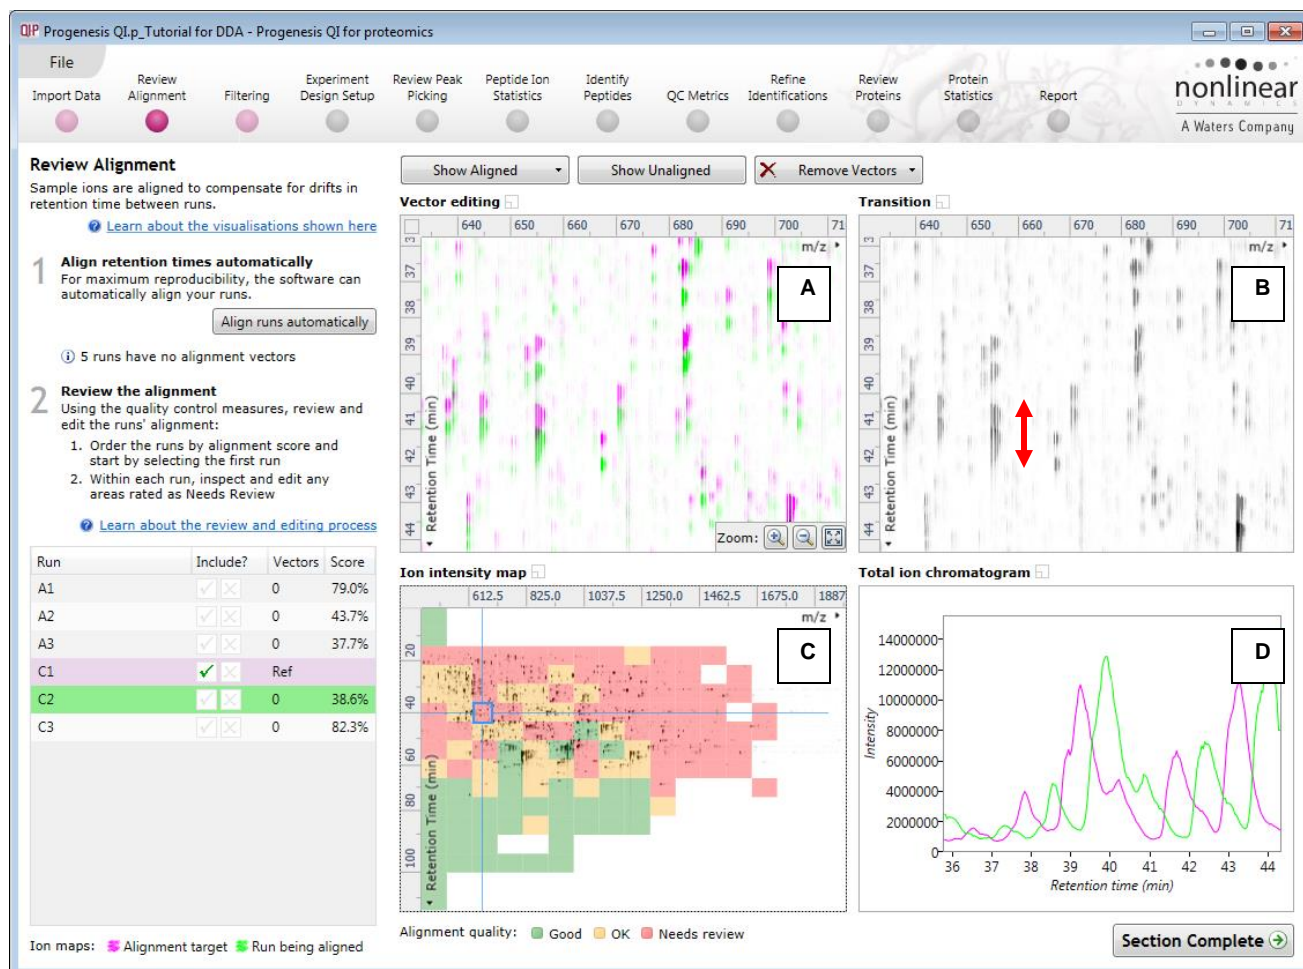 QIP Progenesis QI.p_Tutorial for DDA - Progenesis QI for proteomics
File
Import Data
Review Alignment
Filtering
Experiment Design Setup
Review Peak Picking
Peptide Ion Statistics
Identify Peptides
QC Metrics
Refine Identifications
Review Proteins
Protein Statistics
Report
nonlinear
DYNAMICS
A Waters Company
Review Alignment
Sample ions are aligned to compensate for drifts in
retention time between runs.
Learn about the visualisations shown here
1 Align retention times automatically
For maximum reproducibility, the software can
automatically align your runs.
Align runs automatically
5 runs have no alignment vectors
2 Review the alignment
Using the quality control measures, review and
edit the runs' alignment:
1. Order the runs by alignment score and
start by selecting the first run
2. Within each run, inspect and edit any
areas rated as Needs Review
Learn about the review and editing process
Run Include? Vectors Score
A1 0 79.0%
A2 0 43.7%
A3 0 37.7%
C1 Ref
C2 0 38.6%
C3 0 82.3%
Ion maps: Alignment target Run being aligned
Show Aligned Show Unaligned Remove Vectors
Vector editing
640 650 660 670 680 690 700 71
m/z
3
37
38
39
40
41
42
43
44
Retention Time (min)
A
Zoom:
Transition
640 650 660 670 680 690 700 71
m/z
3
37
38
39
40
41
42
43
44
Retention Time (min)
B
Ion intensity map
612.5 825.0 1037.5 1250.0 1462.5 1675.0 1887
m/z
20
40
60
80
100
Retention Time (min)
C
Alignment quality: Good OK Needs review
Total ion chromatogram
14000000
12000000
10000000
8000000
6000000
4000000
2000000
0
Intensity
36 37 38 39 40 41 42 43 44
Retention time (min)
D
Section Complete